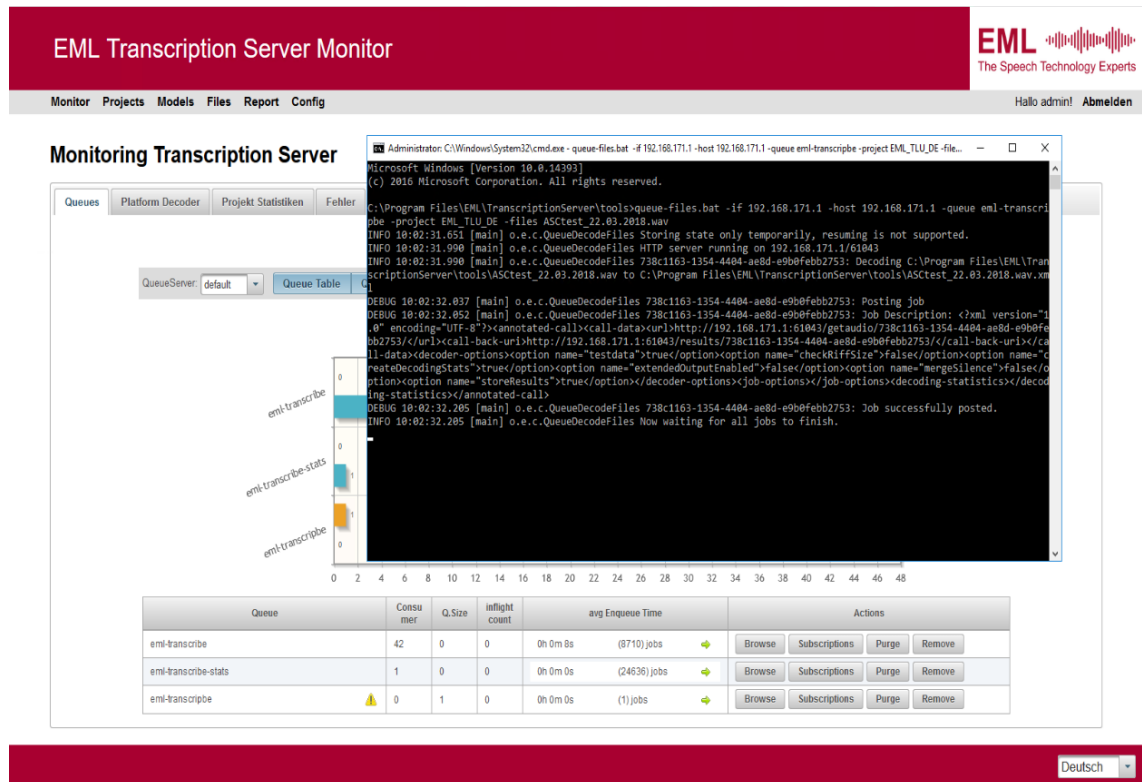 EML Transcription Server Monitor
EML
The Speech Technology Experts
Monitor Projects Models Files Report Config
Hallo admin! Abmelden
Monitoring Transcription Server
Queues Platform Decoder Projekt Statistiken Fehler
QueueServer: default Queue Table
Administrator: C:\Windows\System32\cmd.exe - queue-files.bat -if 192.168.171.1 -host 192.168.171.1 -queue eml-transcripbe -project EML_TLU_DE -file...
Microsoft Windows [Version 10.0.14393]
(c) 2016 Microsoft Corporation. All rights reserved.
C:\Program Files\EML\TranscriptionServer\tools>queue-files.bat -if 192.168.171.1 -host 192.168.171.1 -queue eml-transcri
pbe -project EML_TLU_DE -files ASCtest_22.03.2018.wav
INFO 10:02:31.651 [main] o.e.c.QueueDecodeFiles Storing state only temporarily, resuming is not supported.
INFO 10:02:31.990 [main] o.e.c.QueueDecodeFiles HTTP server running on 192.168.171.1/61043
INFO 10:02:31.990 [main] o.e.c.QueueDecodeFiles 738c1163-1354-4404-ae8d-e9b0febb2753: Decoding C:\Program Files\EML\Tran
scriptionServer\tools\ASCtest_22.03.2018.wav to C:\Program Files\EML\TranscriptionServer\tools\ASCtest_22.03.2018.wav.xm
l
DEBUG 10:02:32.037 [main] o.e.c.QueueDecodeFiles 738c1163-1354-4404-ae8d-e9b0febb2753: Posting job
DEBUG 10:02:32.052 [main] o.e.c.QueueDecodeFiles 738c1163-1354-4404-ae8d-e9b0febb2753: Job Description: <?xml version="1
.0" encoding="UTF-8"?><annotated-call><call-data><url>http://192.168.171.1:61043/getaudio/738c1163-1354-4404-ae8d-e9b0fe
bb2753/</url><call-back-uri>http://192.168.171.1:61043/results/738c1163-1354-4404-ae8d-e9b0febb2753/</call-back-uri></ca
ll-data><decoder-options><option name="testdata">true</option><option name="checkRiffSize">false</option><option name="c
reateDecodingStats">true</option><option name="extendedOutputEnabled">false</option><option name="mergeSilence">false</o
ption><option name="storeResults">true</option></decoder-options><job-options></job-options><decoding-statistics></decod
ing-statistics></annotated-call>
DEBUG 10:02:32.205 [main] o.e.c.QueueDecodeFiles 738c1163-1354-4404-ae8d-e9b0febb2753: Job successfully posted.
INFO 10:02:32.205 [main] o.e.c.QueueDecodeFiles Now waiting for all jobs to finish.
0
eml-transcribe
0
eml-transcribe-stats 1
1
eml-transcripbe 0
0 2 4 6 8 10 12 14 16 18 20 22 24 26 28 30 32 34 36 38 40 42 44 46 48
Queue Consu mer Q.Size inflight count avg Enqueue Time Actions
eml-transcribe 42 0 0 0h 0m 8s (8710) jobs Browse Subscriptions Purge Remove
eml-transcribe-stats 1 0 0 0h 0m 0s (24636) jobs Browse Subscriptions Purge Remove
eml-transcripbe 0 1 0 0h 0m 0s (1) jobs Browse Subscriptions Purge Remove
Deutsch